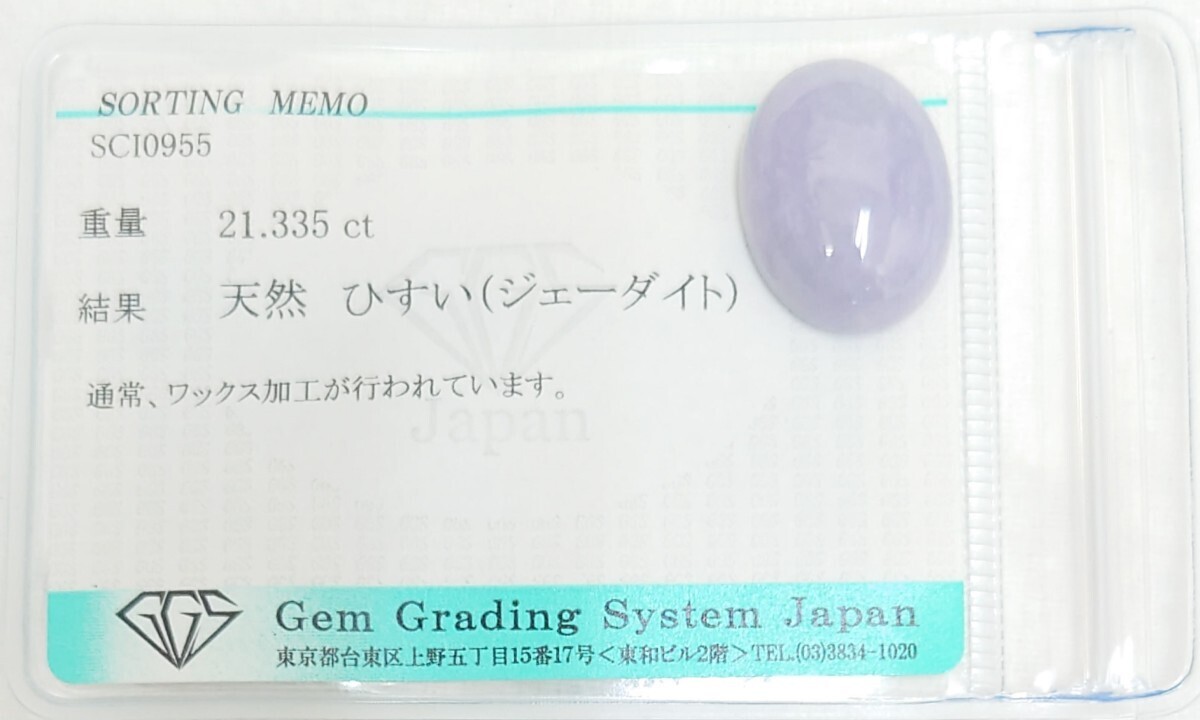 SORTING MEMO
SCI0955
重量 21.335 ct
結果 天然 ひすい(ジェーダイト)
通常、ワックス加工が行われています。
Japan
GGS Gem Grading System Japan
東京都台東区上野五丁目15番17号<東和ビル2階>TEL.(03)3834-1020